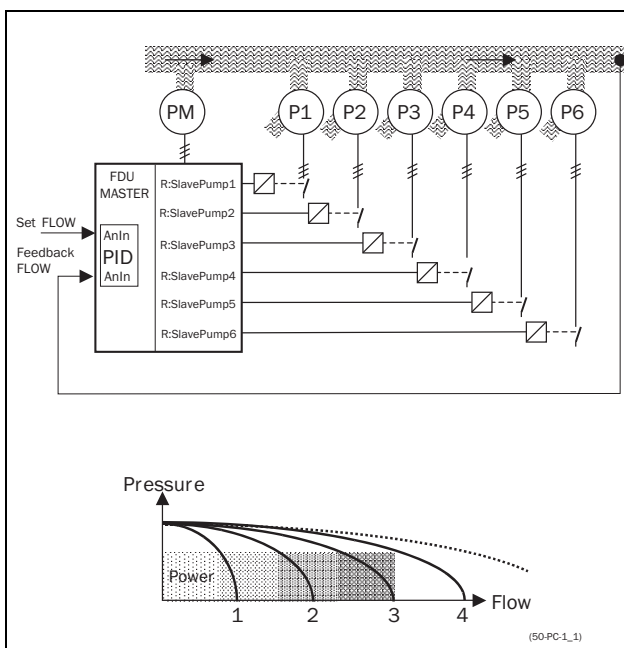 PM P1 P2 P3 P4 P5 P6
FDU
MASTER
R:SlavePump1
R:SlavePump2
Set FLOW
AnIn
R:SlavePump3
Feedback
FLOW
PID
AnIn
R:SlavePump4
R:SlavePump5
R:SlavePump6
Pressure
Power
1 2 3 4
Flow
(50-PC-1_1)